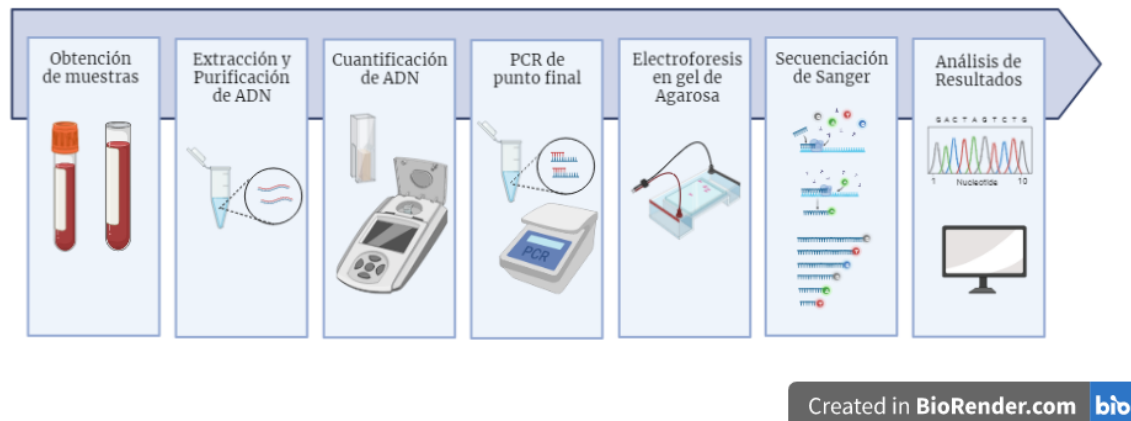 Obtención
de muestras
Extracción y
Purificación
de ADN
Cuantificación
de ADN
PCR de
punto final
PCR
Electroforesis
en gel de
Agarosa
Secuenciación
de Sanger
Análisis de
Resultados
G A C T A G T C T G
1 Nucleotide 10
Created in BioRender.com bio